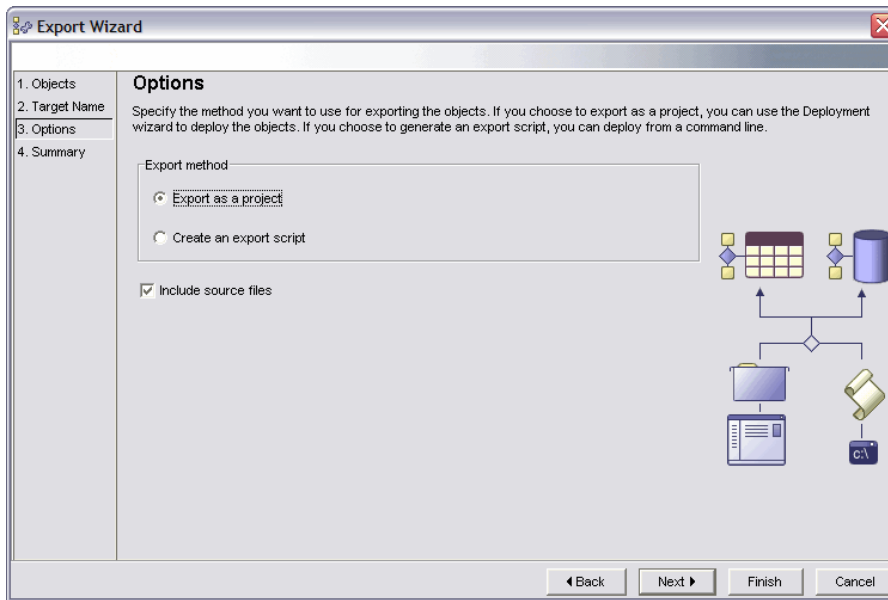 Export Wizard
1. Objects
2. Target Name
3. Options
4. Summary
Options
Specify the method you want to use for exporting the objects. If you choose to export as a project, you can use the Deployment
wizard to deploy the objects. If you choose to generate an export script, you can deploy from a command line.
Export method
Export as a project
Create an export script
Include source files
C:\
Back
Next
Finish
Cancel